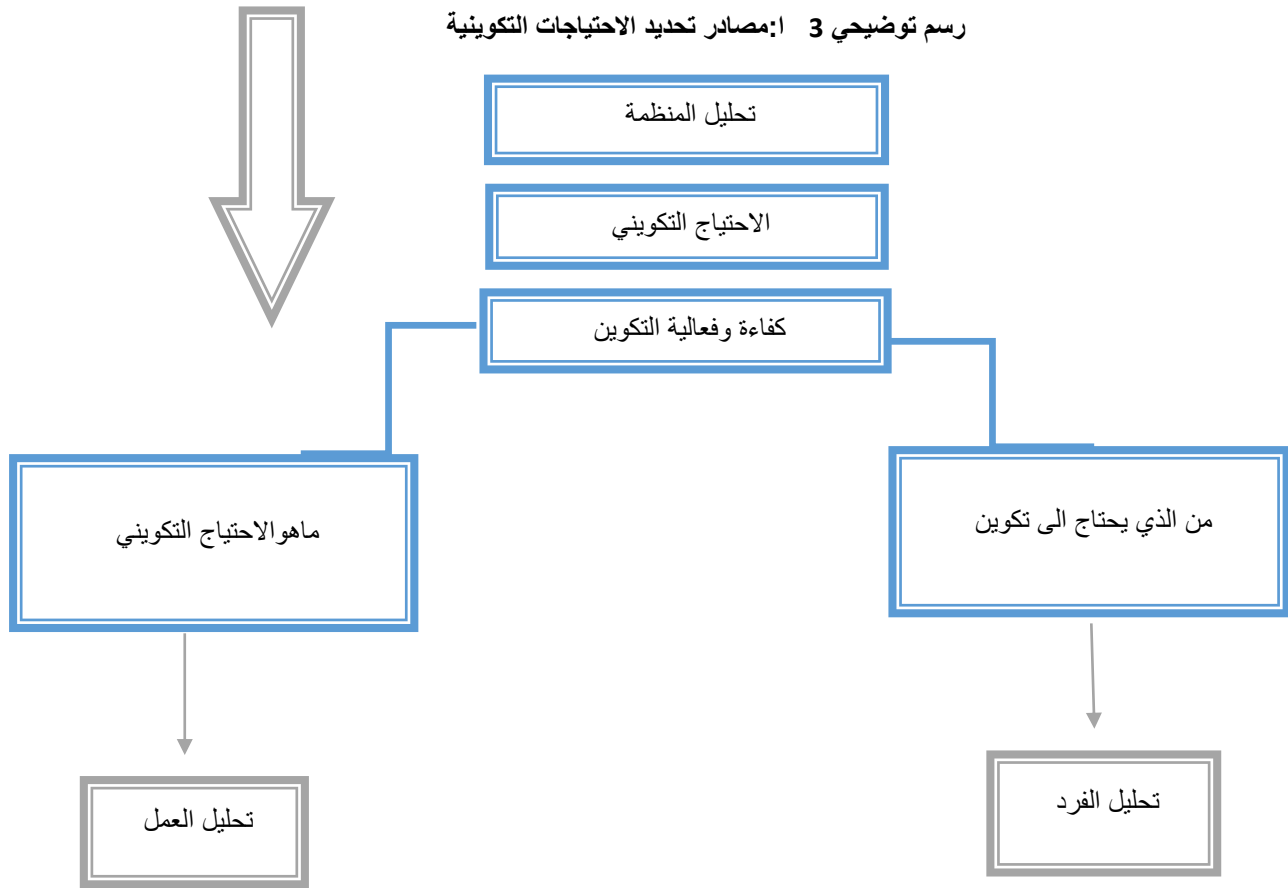 رسم توضيحي 3 ا:مصادر تحديد الاحتياجات التكوينية
تحليل المنظمة
الاحتياج التكويني
كفاءة وفعالية التكوين
من الذي يحتاج الى تكوين
ماهوالاحتياج التكويني
تحليل الفرد
تحليل العمل